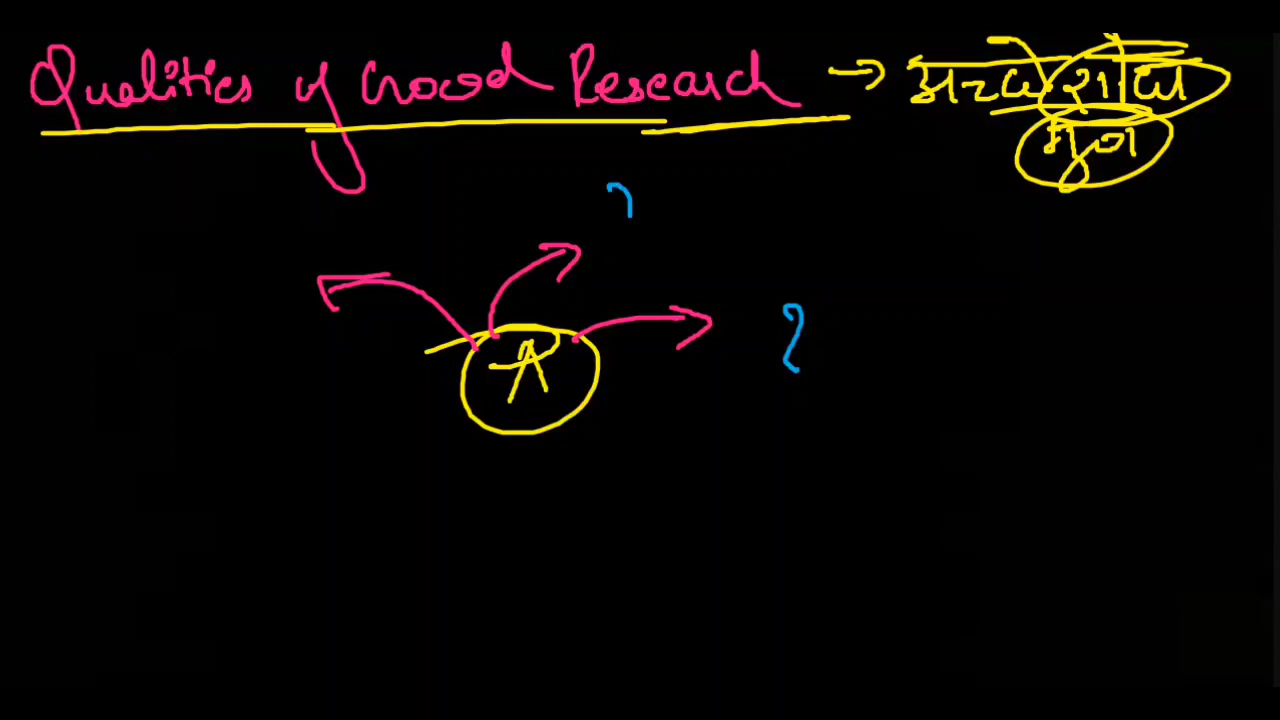 Qualities of Good Research →
गुण
A